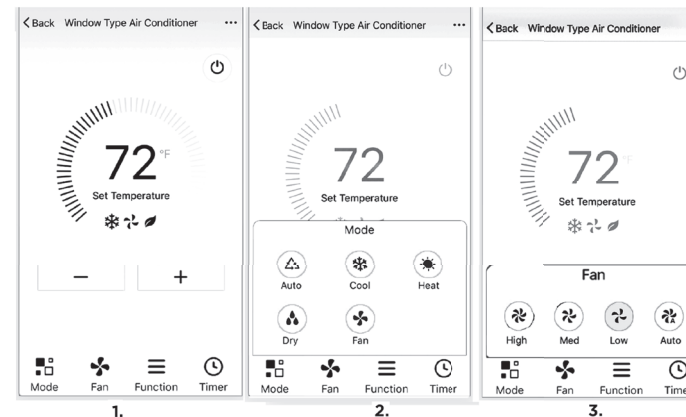 Back Window Type Air Conditioner ...
72 °F
Set Temperature
− +
Mode Fan Function Timer
1.
Back Window Type Air Conditioner ...
72
Set Temperature
Mode
Auto Cool Heat
Dry Fan
Mode Fan Function Timer
2.
Back Window Type Air Conditioner
72 °F
Set Temperature
Fan
High Med Low Auto
Mode Fan Function Time
3.